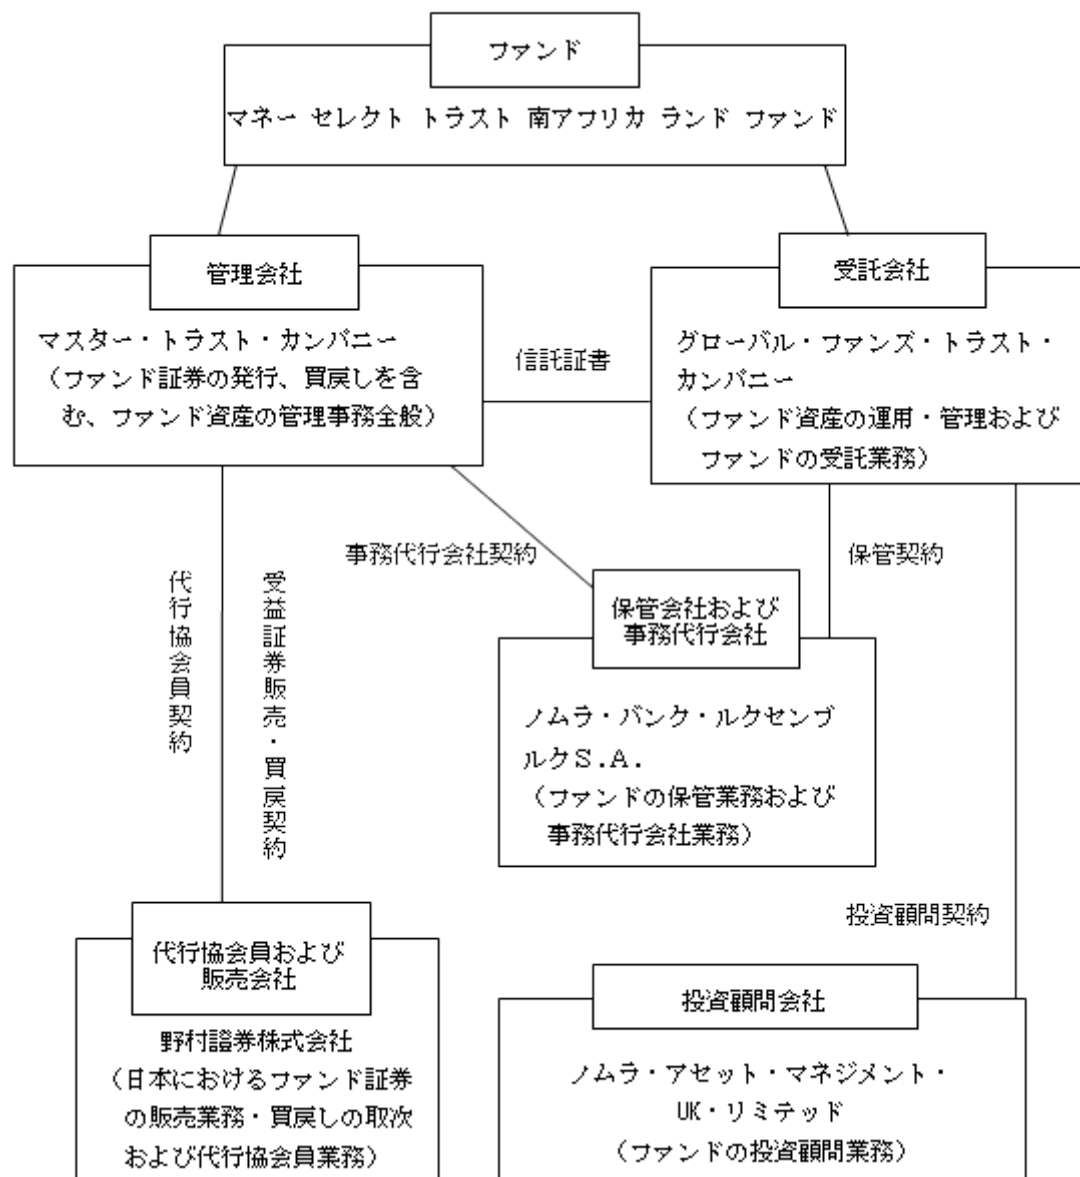 ファンド
マネー セレクト トラスト 南アフリカ ランド ファンド
管理会社
マスター・トラスト・カンパニー
（ファンド証券の発行、買戻しを含
む、ファンド資産の管理事務全般）
信託証書
受託会社
グローバル・ファンズ・トラスト・
カンパニー
（ファンド資産の運用・管理および
ファンドの受託業務）
事務代行会社契約
保管契約
代行協会員契約
受益証券販売・買戻契約
保管会社および
事務代行会社
ノムラ・バンク・ルクセンブ
ルクＳ.Ａ.
（ファンドの保管業務および
事務代行会社業務）
投資顧問契約
代行協会員および
販売会社
野村證券株式会社
（日本におけるファンド証券
の販売業務・買戻しの取次
および代行協会員業務）
投資顧問会社
ノムラ・アセット・マネジメント・
UK・リミテッド
（ファンドの投資顧問業務）